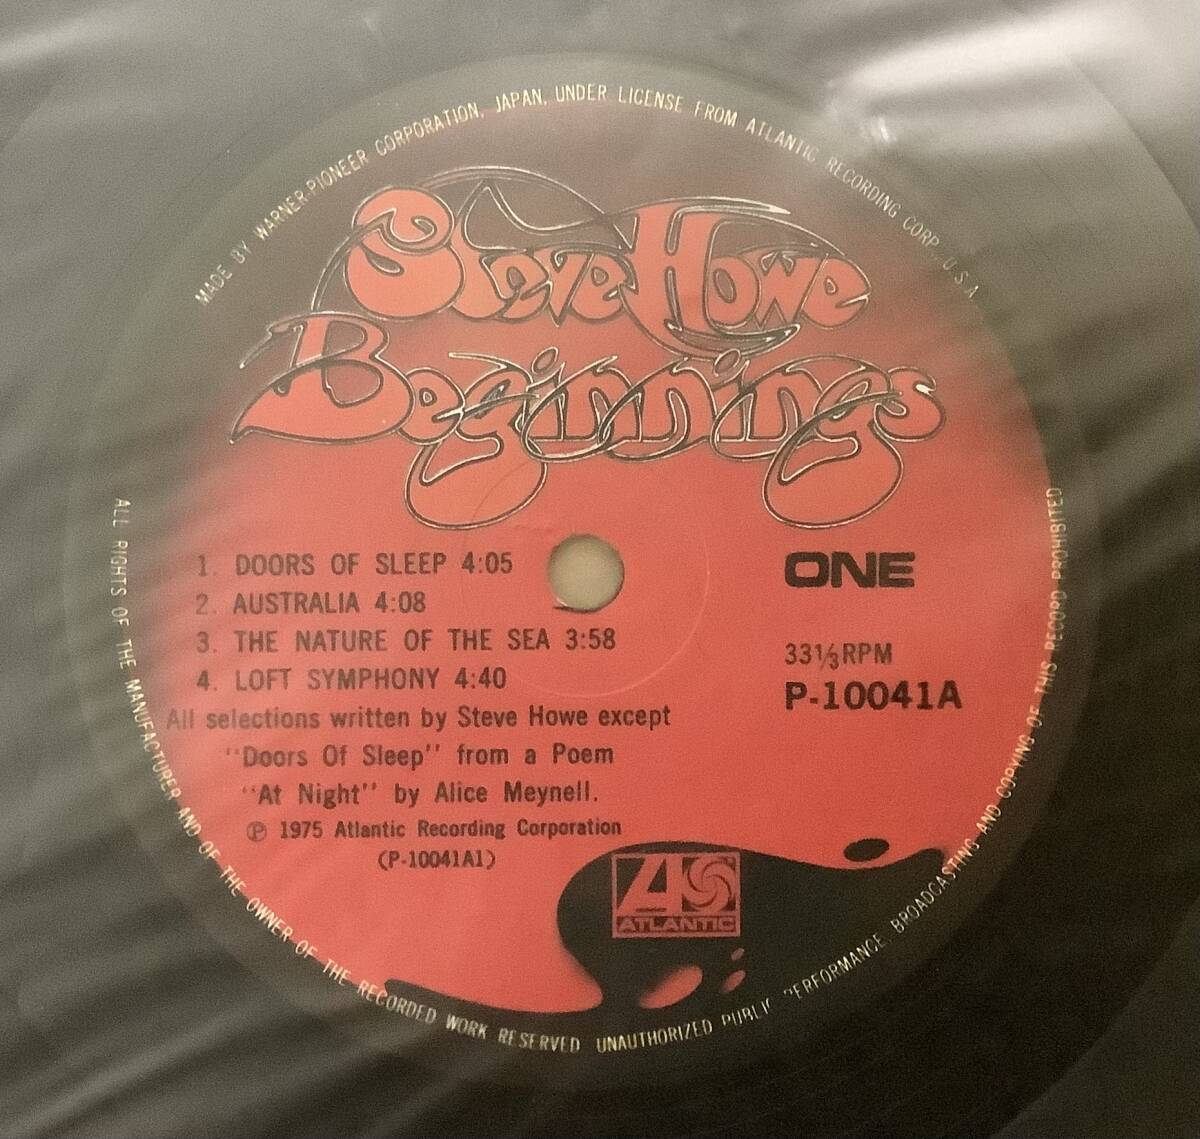 MADE BY WARNER-PIONEER CORPORATION, JAPAN, UNDER LICENSE FROM ATLANTIC RECORDING CORP., U.S.A.
Steve Howe
Beginnings
1. DOORS OF SLEEP 4:05
2. AUSTRALIA 4:08
3. THE NATURE OF THE SEA 3:58
4. LOFT SYMPHONY 4:40
All selections written by Steve Howe except
"Doors Of Sleep" from a Poem
"At Night" by Alice Meynell.
Ⓟ 1975 Atlantic Recording Corporation
(P-10041A1)
ONE
33⅓RPM
P-10041A
ATLANTIC
ALL RIGHTS OF THE MANUFACTURER AND OF THE OWNER OF THE RECORDED WORK RESERVED UNAUTHORIZED PUBLIC PERFORMANCE, BROADCASTING AND COPYING OF THIS RECORD PROHIBITED